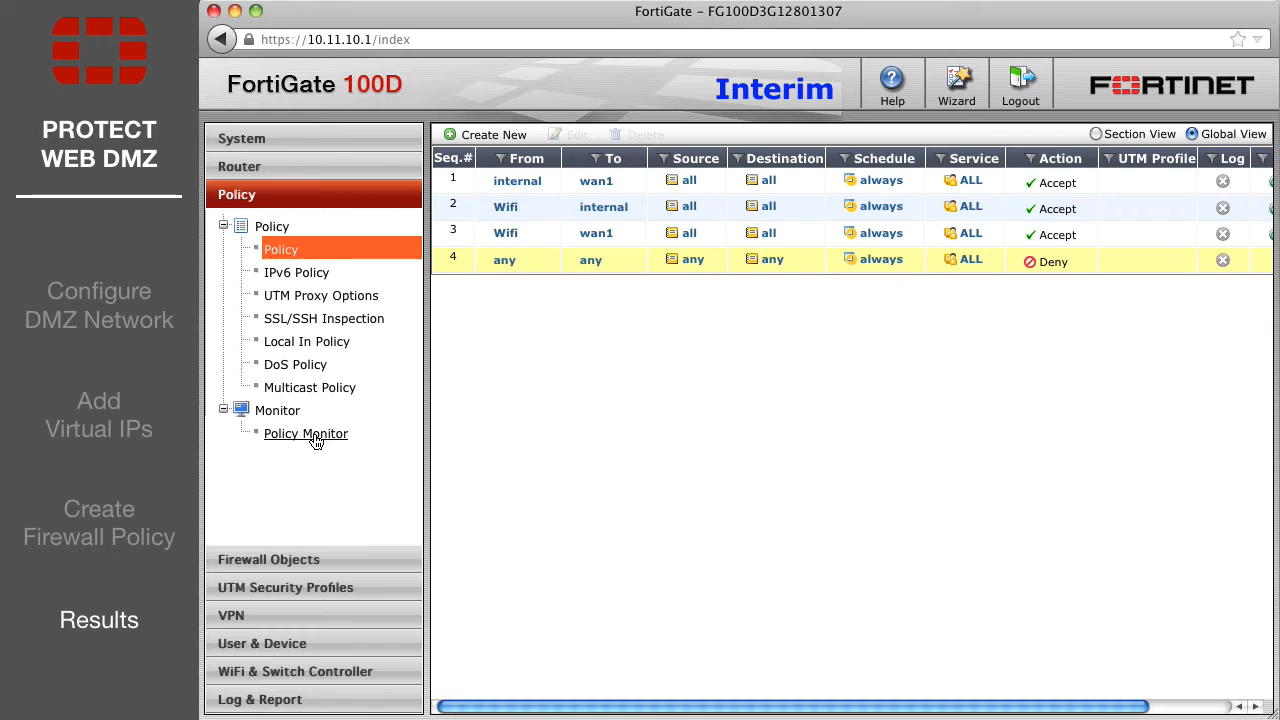 FortiGate - FG100D3G12801307
https://10.11.10.1/index
FortiGate 100D
Interim
Help
Wizard
Logout
FORTINET
PROTECT
WEB DMZ
Configure
DMZ Network
Add
Virtual IPs
Create
Firewall Policy
Results
System
Router
Policy
Policy
Policy
IPv6 Policy
UTM Proxy Options
SSL/SSH Inspection
Local In Policy
DoS Policy
Multicast Policy
Monitor
Policy Monitor
Firewall Objects
UTM Security Profiles
VPN
User & Device
WiFi & Switch Controller
Log & Report
Create New Edit Delete Section View Global View
Seq.# From To Source Destination Schedule Service Action UTM Profile Log
1 internal wan1 all all always ALL Accept
2 Wifi internal all all always ALL Accept
3 Wifi wan1 all all always ALL Accept
4 any any any any always ALL Deny